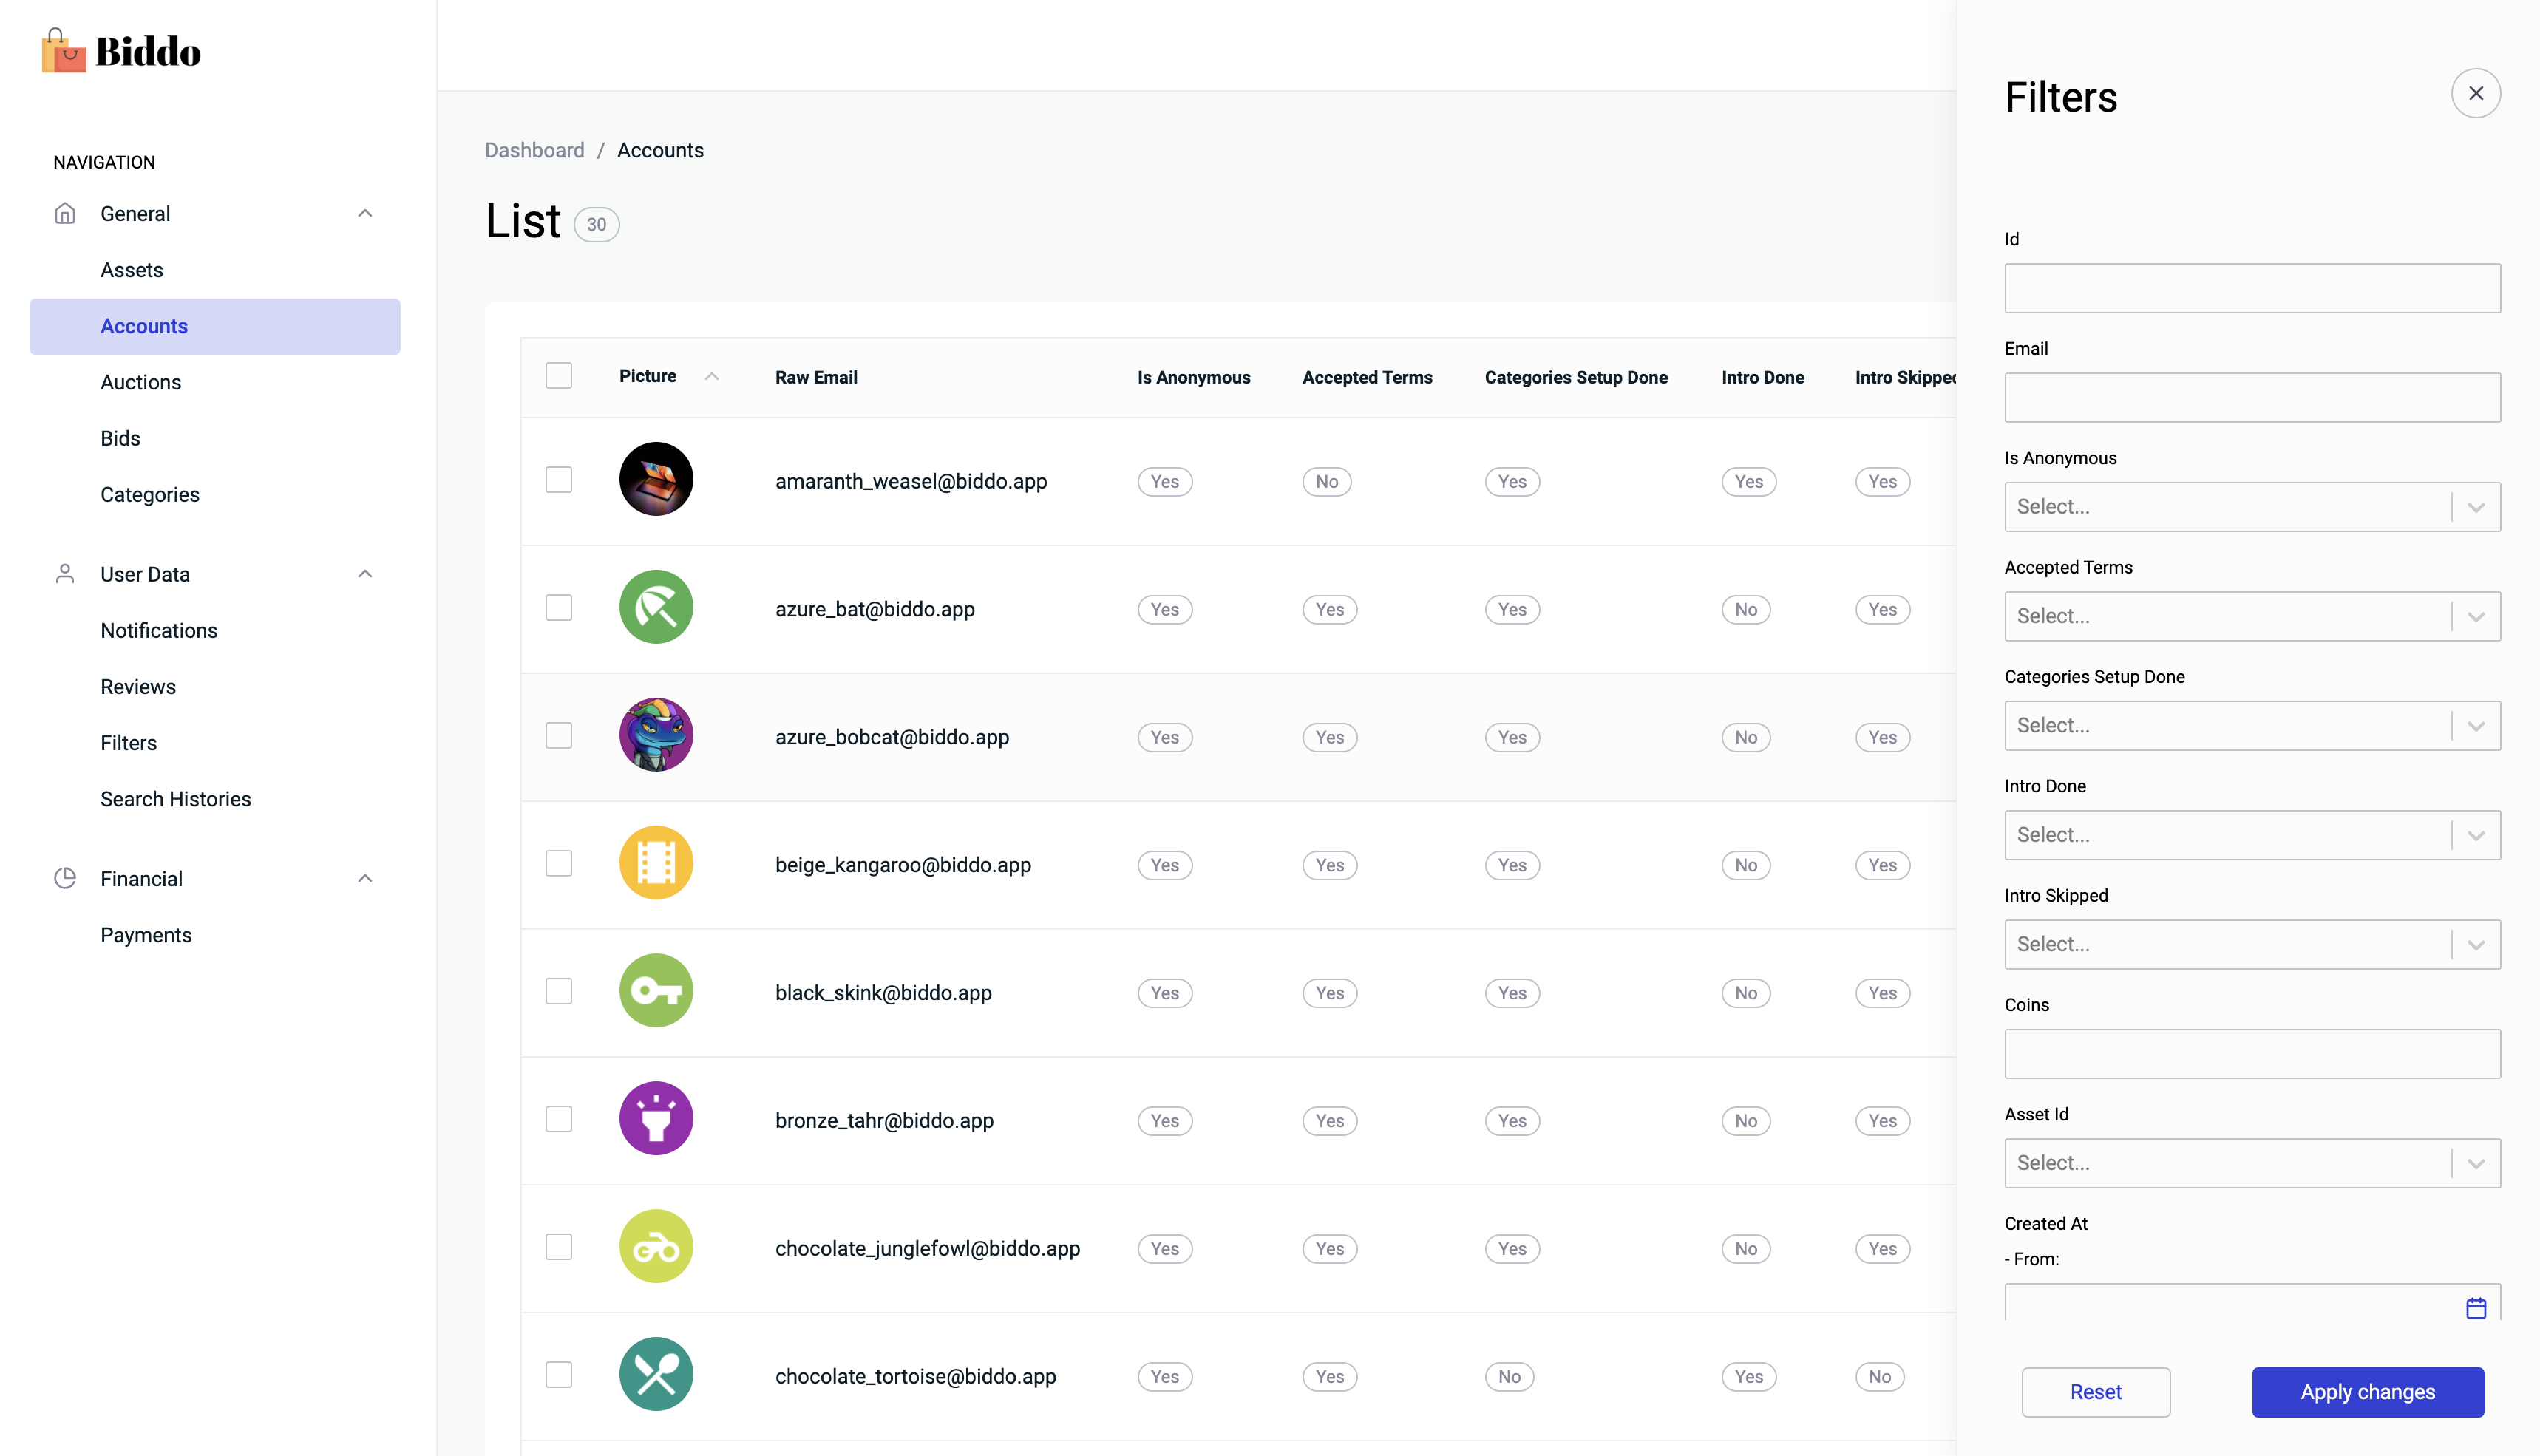 Biddo
NAVIGATION
General
Assets
Accounts
Auctions
Bids
Categories
User Data
Notifications
Reviews
Filters
Search Histories
Financial
Payments
Dashboard / Accounts
List 30
Picture Raw Email Is Anonymous Accepted Terms Categories Setup Done Intro Done Intro Skipped
amaranth_weasel@biddo.app Yes No Yes Yes Yes
azure_bat@biddo.app Yes Yes Yes No Yes
azure_bobcat@biddo.app Yes Yes Yes No Yes
beige_kangaroo@biddo.app Yes Yes Yes No Yes
black_skink@biddo.app Yes Yes Yes No Yes
bronze_tahr@biddo.app Yes Yes Yes No Yes
chocolate_junglefowl@biddo.app Yes Yes Yes No Yes
chocolate_tortoise@biddo.app Yes Yes No Yes No
Filters
Id
Email
Is Anonymous
Select...
Accepted Terms
Select...
Categories Setup Done
Select...
Intro Done
Select...
Intro Skipped
Select...
Coins
Asset Id
Select...
Created At
- From:
Reset
Apply changes